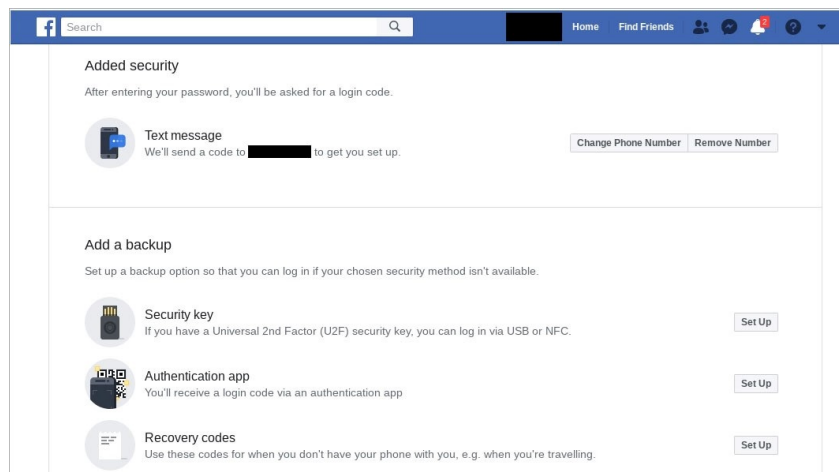 f Search Home Find Friends 2 ?
Added security
After entering your password, you'll be asked for a login code.
Text message
We'll send a code to to get you set up.
Change Phone Number Remove Number
Add a backup
Set up a backup option so that you can log in if your chosen security method isn't available.
Security key
If you have a Universal 2nd Factor (U2F) security key, you can log in via USB or NFC.
Set Up
Authentication app
You'll receive a login code via an authentication app
Set Up
Recovery codes
Use these codes for when you don't have your phone with you, e.g. when you're travelling.
Set Up